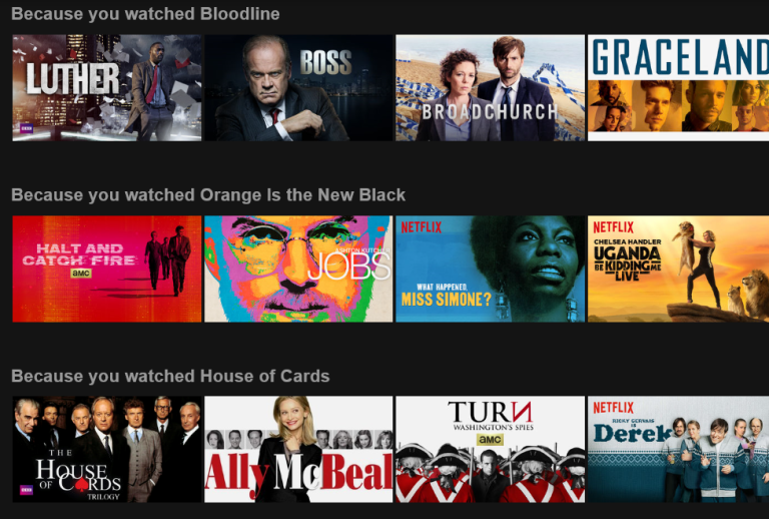 Because you watched Bloodline
LUTHER
BBC
BOSS
BROADCHURCH
GRACELAND
Because you watched Orange Is the New Black
HALT AND
CATCH FIRE
amc
JOBS
NETFLIX
WHAT HAPPENED,
MISS SIMONE?
NETFLIX
CHELSEA HANDLER
UGANDA
BE KIDDING ME
LIVE
Because you watched House of Cards
THE
HOUSE
OF CARDS
TRILOGY
BBC
Ally McBeal
TURN
WASHINGTON'S SPIES
amc
NETFLIX
RICKY GERVAIS
IS
Derek